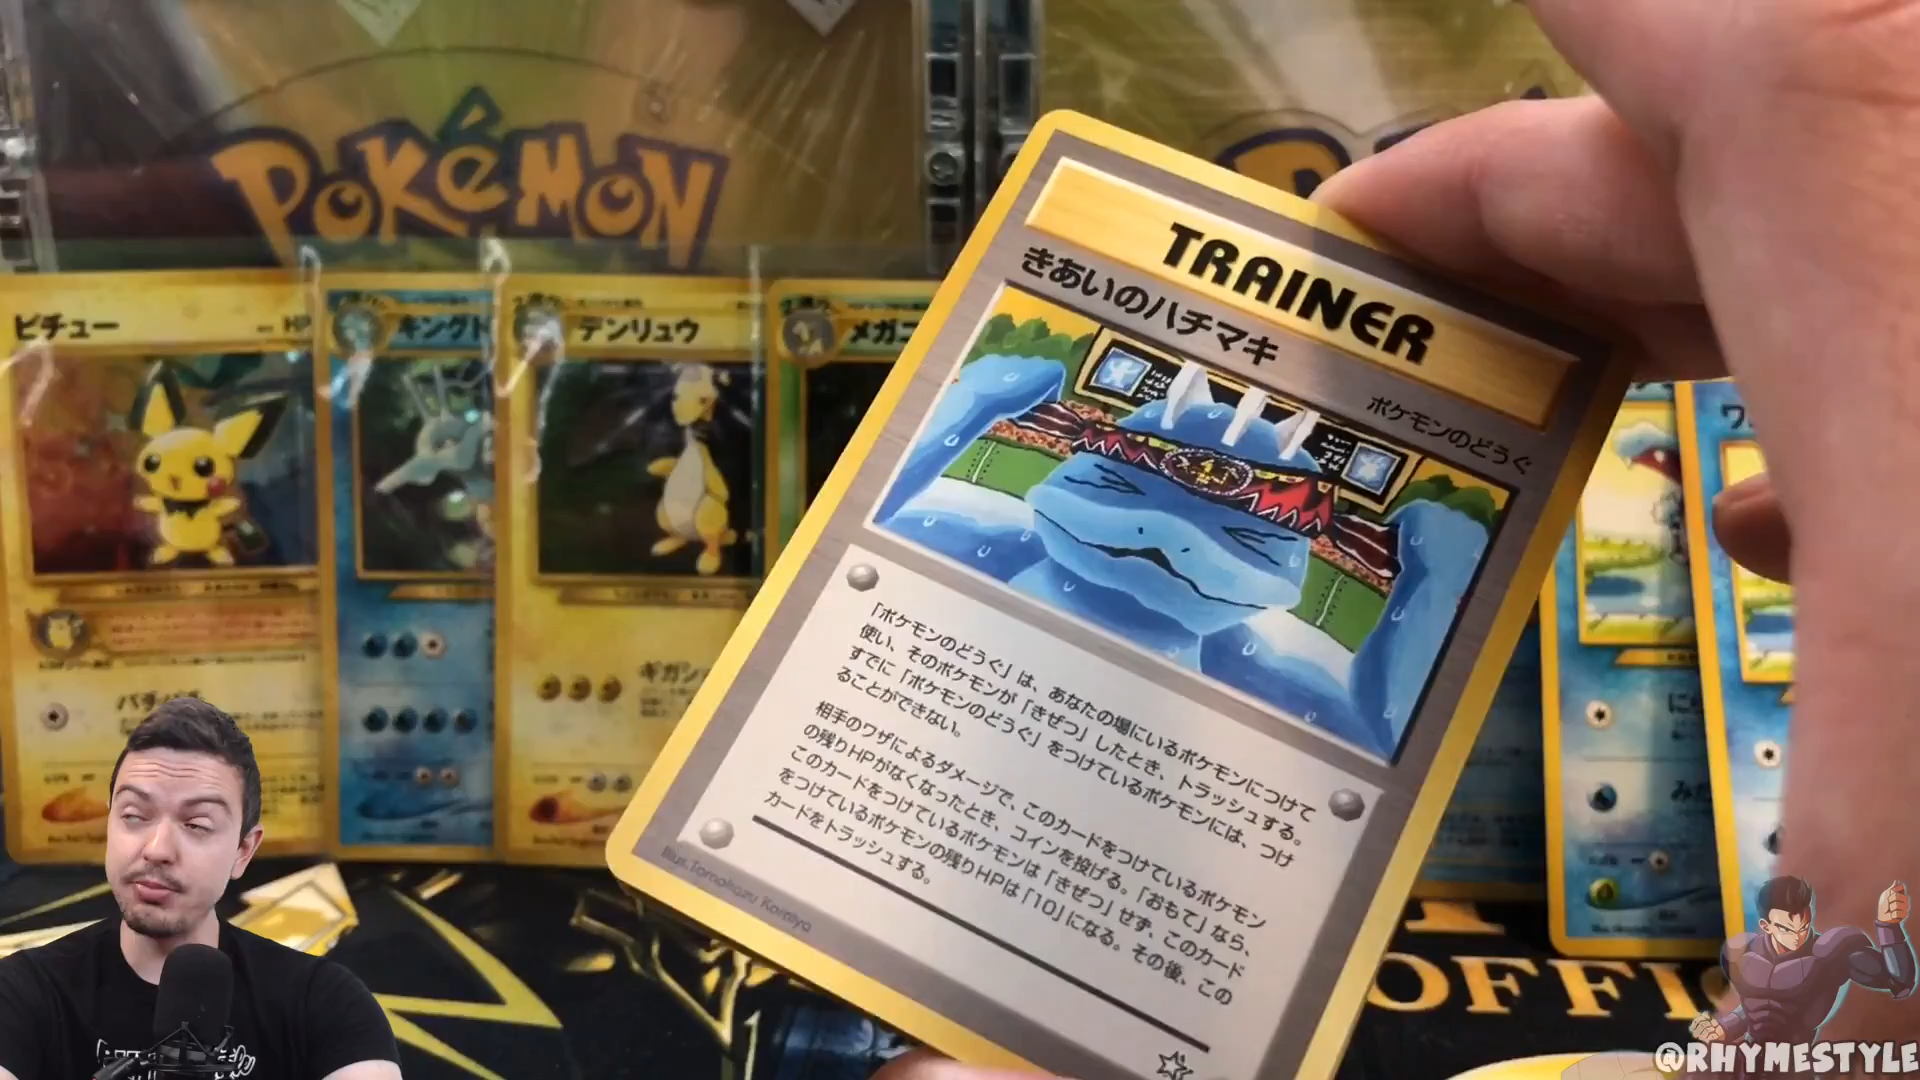 POKéMON
ピチュー
キングド
デンリュウ
メガニ
TRAINER
きあいのハチマキ
ポケモンのどうぐ
「ポケモンのどうぐ」は、あなたの場にいるポケモンにつけて
使い、そのポケモンが「きぜつ」したとき、トラッシュする。
すでに「ポケモンのどうぐ」をつけているポケモンには、つけ
ることができない。
相手のワザによるダメージで、このカードをつけているポケモン
の残りHPがなくなったとき、コインを投げる。「おもて」なら、
このカードをつけているポケモンは「きぜつ」せず、このカード
をつけているポケモンの残りHPは「10」になる。その後、この
カードをトラッシュする。
Illus. Tomokazu Komiya
ギガ
OFFI
@RHYMESTYLE